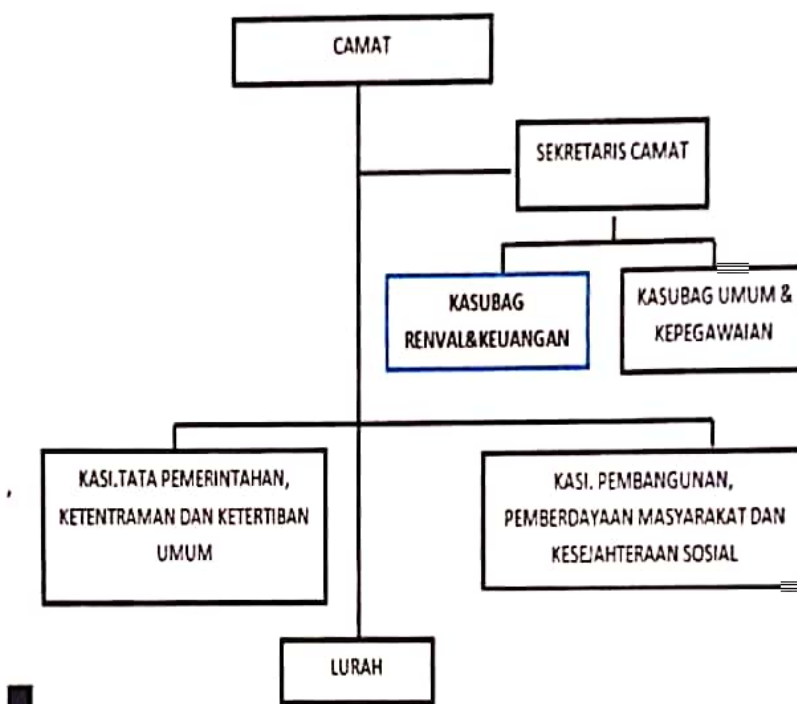 CAMAT
SEKRETARIS CAMAT
KASUBAG
RENVAL&KEUANGAN
KASUBAG UMUM &
KEPEGAWAIAN
KASI.TATA PEMERINTAHAN,
KETENTRAMAN DAN KETERTIBAN
UMUM
KASI. PEMBANGUNAN,
PEMBERDAYAAN MASYARAKAT DAN
KESEJAHTERAAN SOSIAL
LURAH